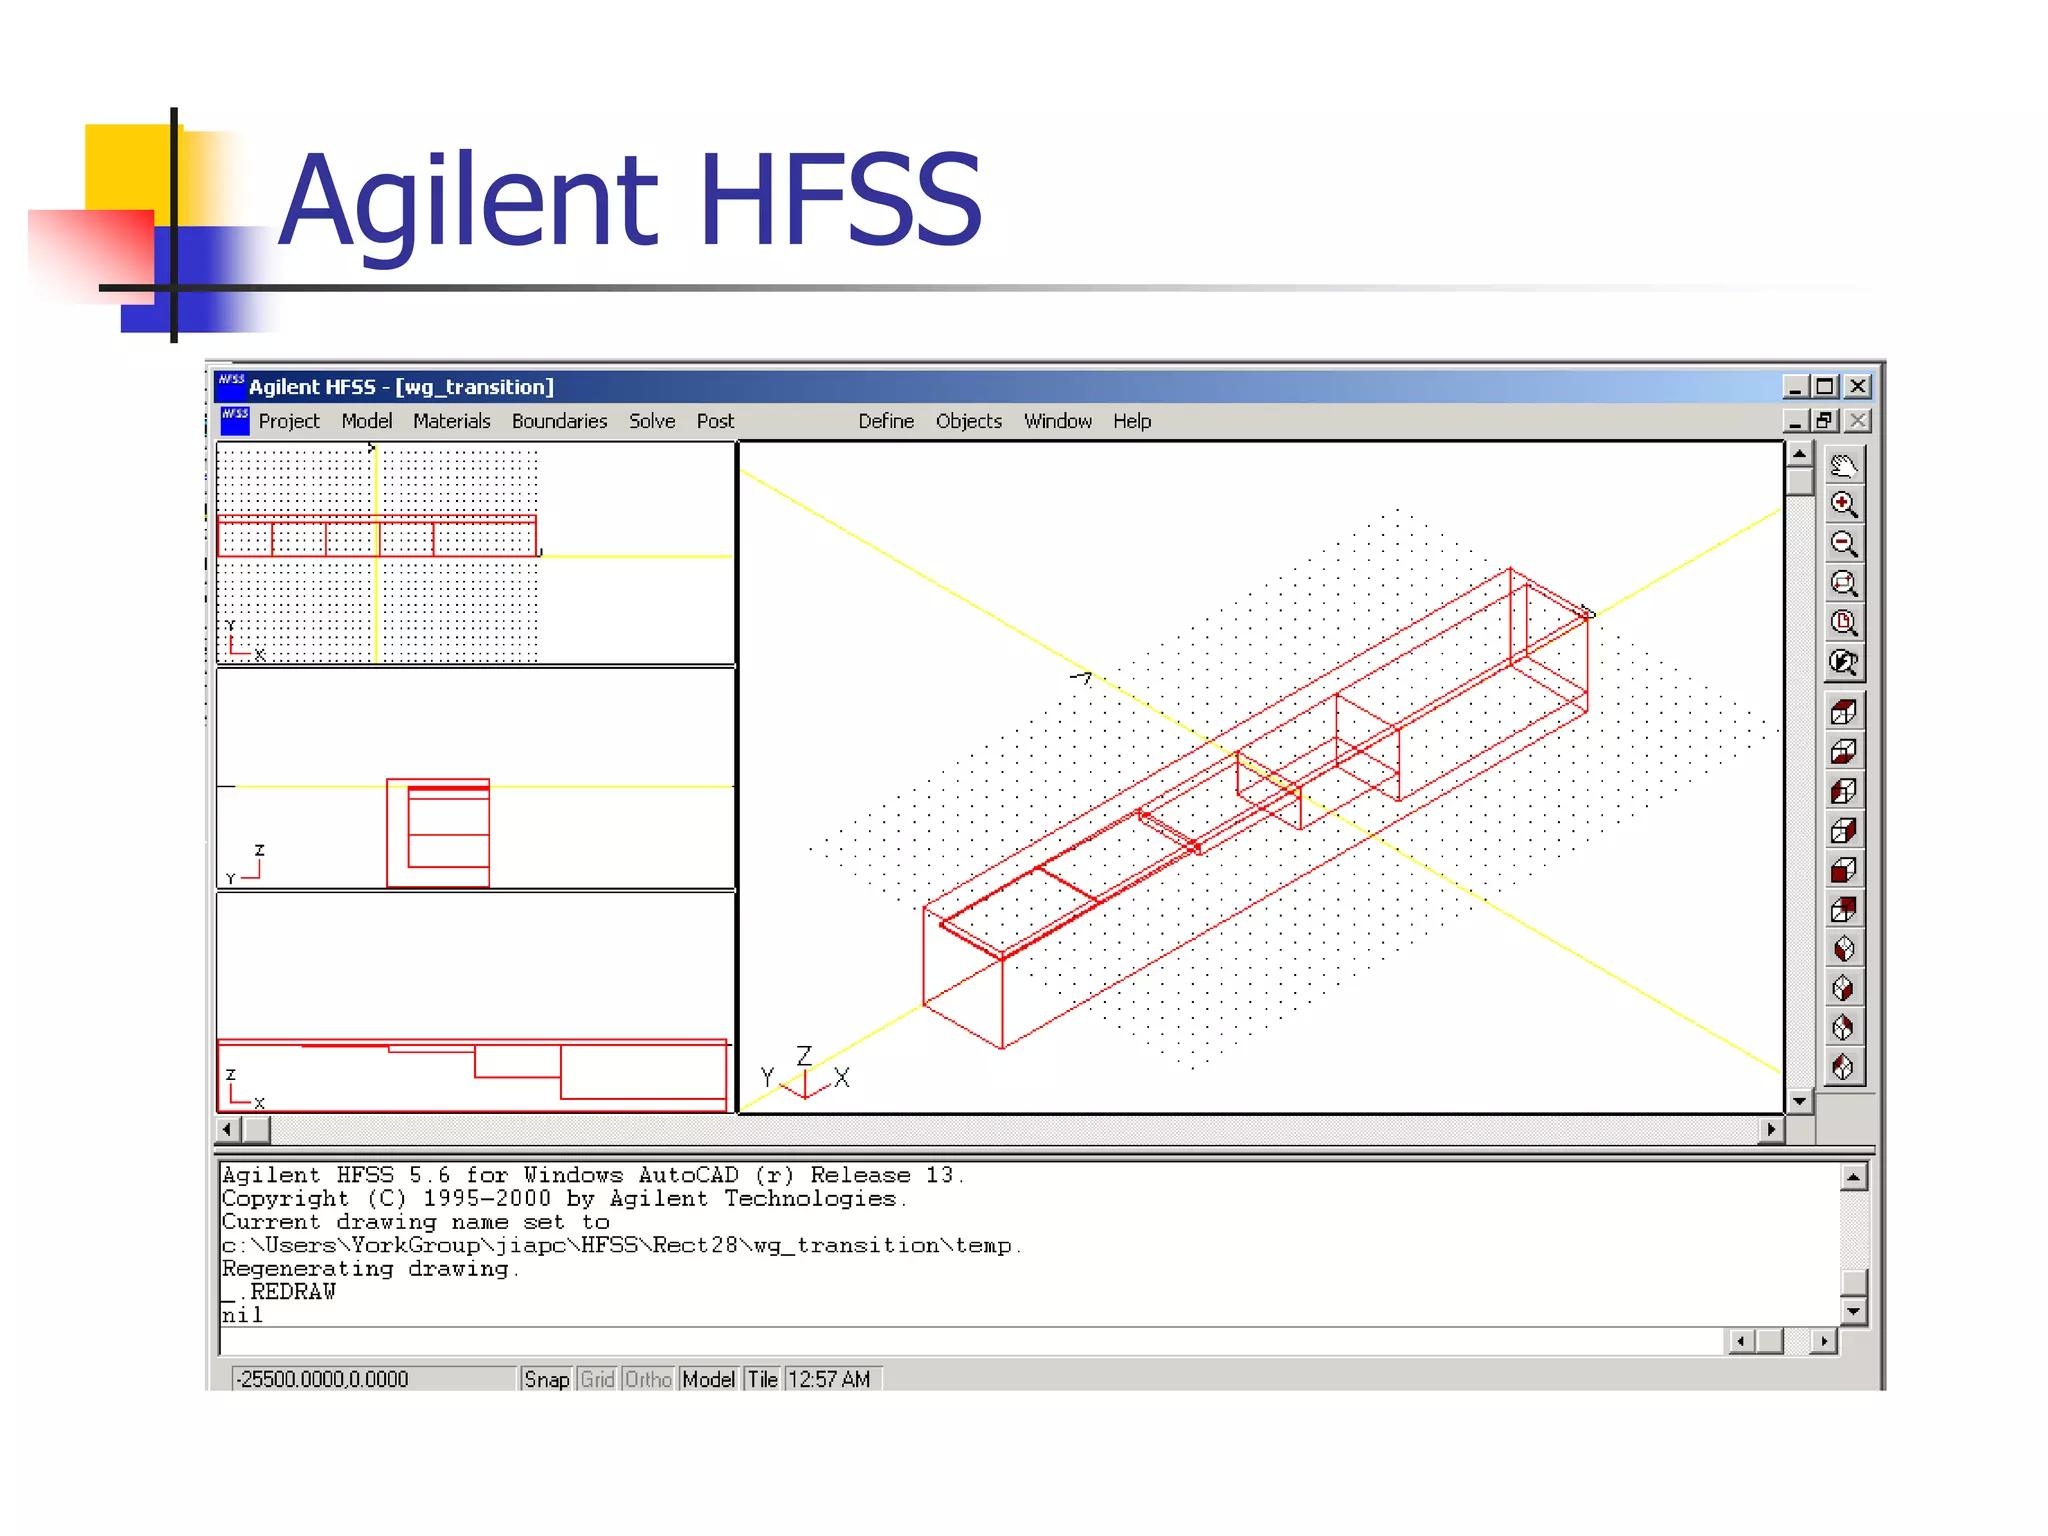 Agilent HFSS
HFSS Agilent HFSS - [wg_transition]
HFSS Project Model Materials Boundaries Solve Post Define Objects Window Help
Y
X
Z
Y
Z
X
Z
Y X
Agilent HFSS 5.6 for Windows AutoCAD (r) Release 13.
Copyright (C) 1995-2000 by Agilent Technologies.
Current drawing name set to
c:\Users\YorkGroup\jiapc\HFSS\Rect28\wg_transition\temp.
Regenerating drawing.
_.REDRAW
nil
-25500.0000,0.0000 Snap Grid Ortho Model Tile 12:57 AM